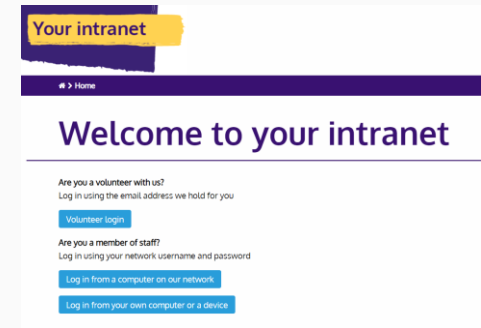 Your intranet
> Home
Welcome to your intranet
Are you a volunteer with us?
Log in using the email address we hold for you
Volunteer login
Are you a member of staff?
Log in using your network username and password
Log in from a computer on our network
Log in from your own computer or a device